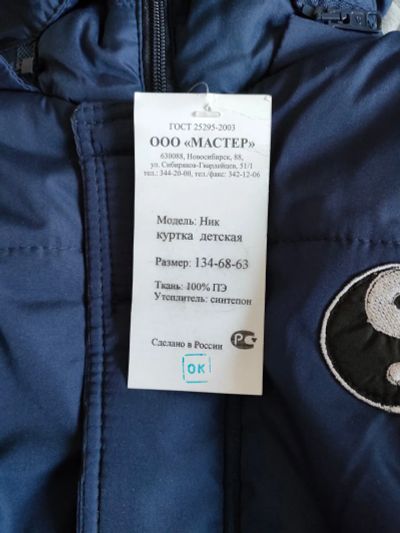 ГОСТ 25295-2003
ООО «МАСТЕР»
630088, Новосибирск, 88,
ул. Сибиряков-Гвардейцев, 51/1
тел.: 344-20-00, тел./факс: 342-12-06
Модель: Ник
куртка детская
Размер: 134-68-63
Ткань: 100% ПЭ
Утеплитель: синтепон
Сделано в России РС
ОК